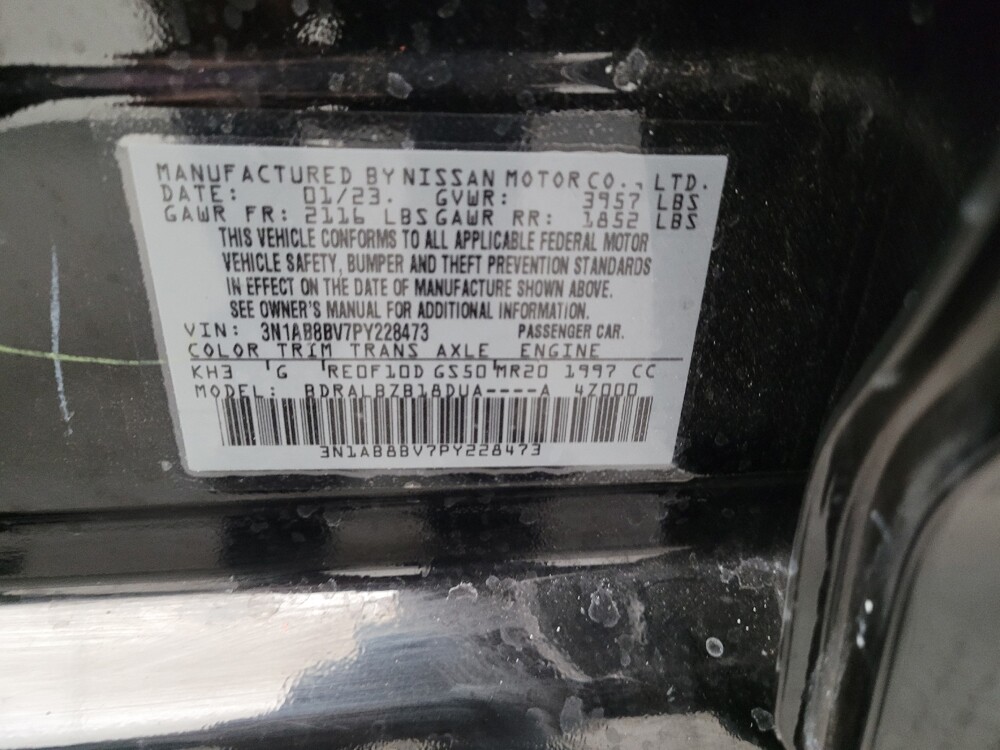 MANUFACTURED BY NISSAN MOTOR CO., LTD.
DATE: 01/23. GVWR: 3957 LBS
GAWR FR: 2116 LBS GAWR RR: 1852 LBS
THIS VEHICLE CONFORMS TO ALL APPLICABLE FEDERAL MOTOR
VEHICLE SAFETY, BUMPER AND THEFT PREVENTION STANDARDS
IN EFFECT ON THE DATE OF MANUFACTURE SHOWN ABOVE.
SEE OWNER'S MANUAL FOR ADDITIONAL INFORMATION.
VIN: 3N1AB8BV7PY228473 PASSENGER CAR.
COLOR TRIM TRANS AXLE ENGINE
KH3 G RE0F10D GS50 MR20 1997 CC
MODEL: BDRALBZB18DUA----A 4Z000
3N1AB8BV7PY228473